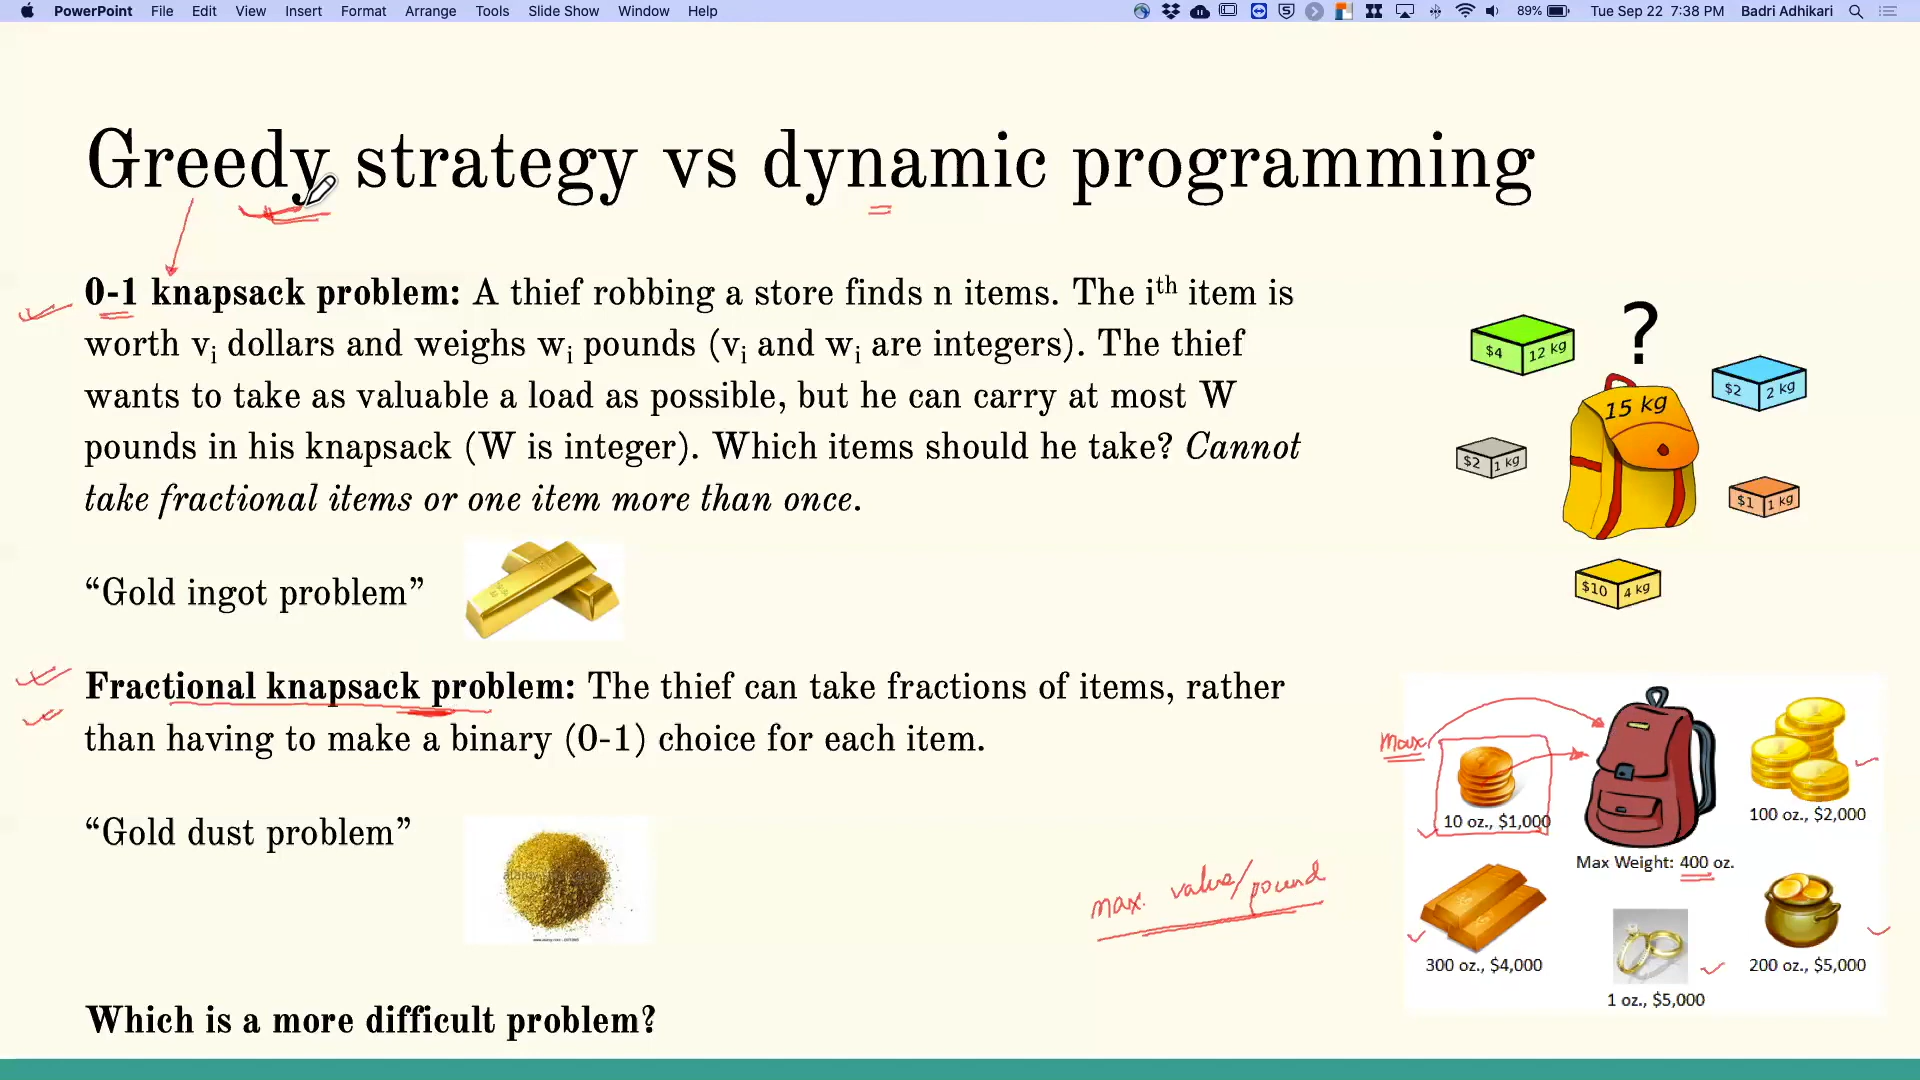 PowerPoint File Edit View Insert Format Arrange Tools Slide Show Window Help 89% Tue Sep 22 7:38 PM Badri Adhikari
Greedy strategy vs dynamic programming
0-1 knapsack problem: A thief robbing a store finds n items. The iᵗʰ item is
worth vᵢ dollars and weighs wᵢ pounds (vᵢ and wᵢ are integers). The thief
wants to take as valuable a load as possible, but he can carry at most W
pounds in his knapsack (W is integer). Which items should he take? Cannot
take fractional items or one item more than once.
?
$4 12 kg
15 kg
$2 2 kg
$2 1 kg
$1 1 kg
$10 4 kg
“Gold ingot problem”
Fractional knapsack problem: The thief can take fractions of items, rather
than having to make a binary (0-1) choice for each item.
“Gold dust problem”
max
10 oz., $1,000
100 oz., $2,000
Max Weight: 400 oz.
max. value/pound
300 oz., $4,000
200 oz., $5,000
1 oz., $5,000
Which is a more difficult problem?